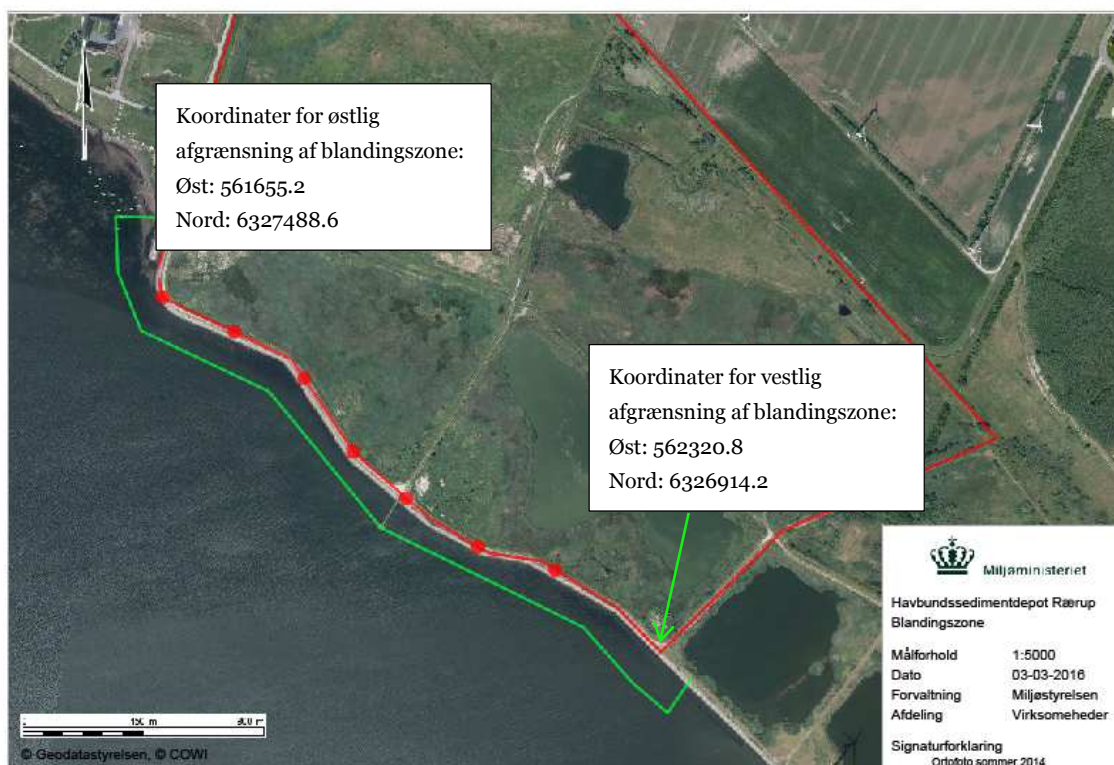 Koordinater for østlig
afgrænsning af blandingszone:
Øst: 561655.2
Nord: 6327488.6
Koordinater for vestlig
afgrænsning af blandingszone:
Øst: 562320.8
Nord: 6326914.2
Miljøministeriet
Havbundssedimentdepot Rærup
Blandingszone
Målforhold 1:5000
Dato 03-03-2016
Forvaltning Miljøstyrelsen
Afdeling Virksomeheder
Signaturforklaring
Ortofoto sommer 2014
150 m
© Geodatastyrelsen, © COWI